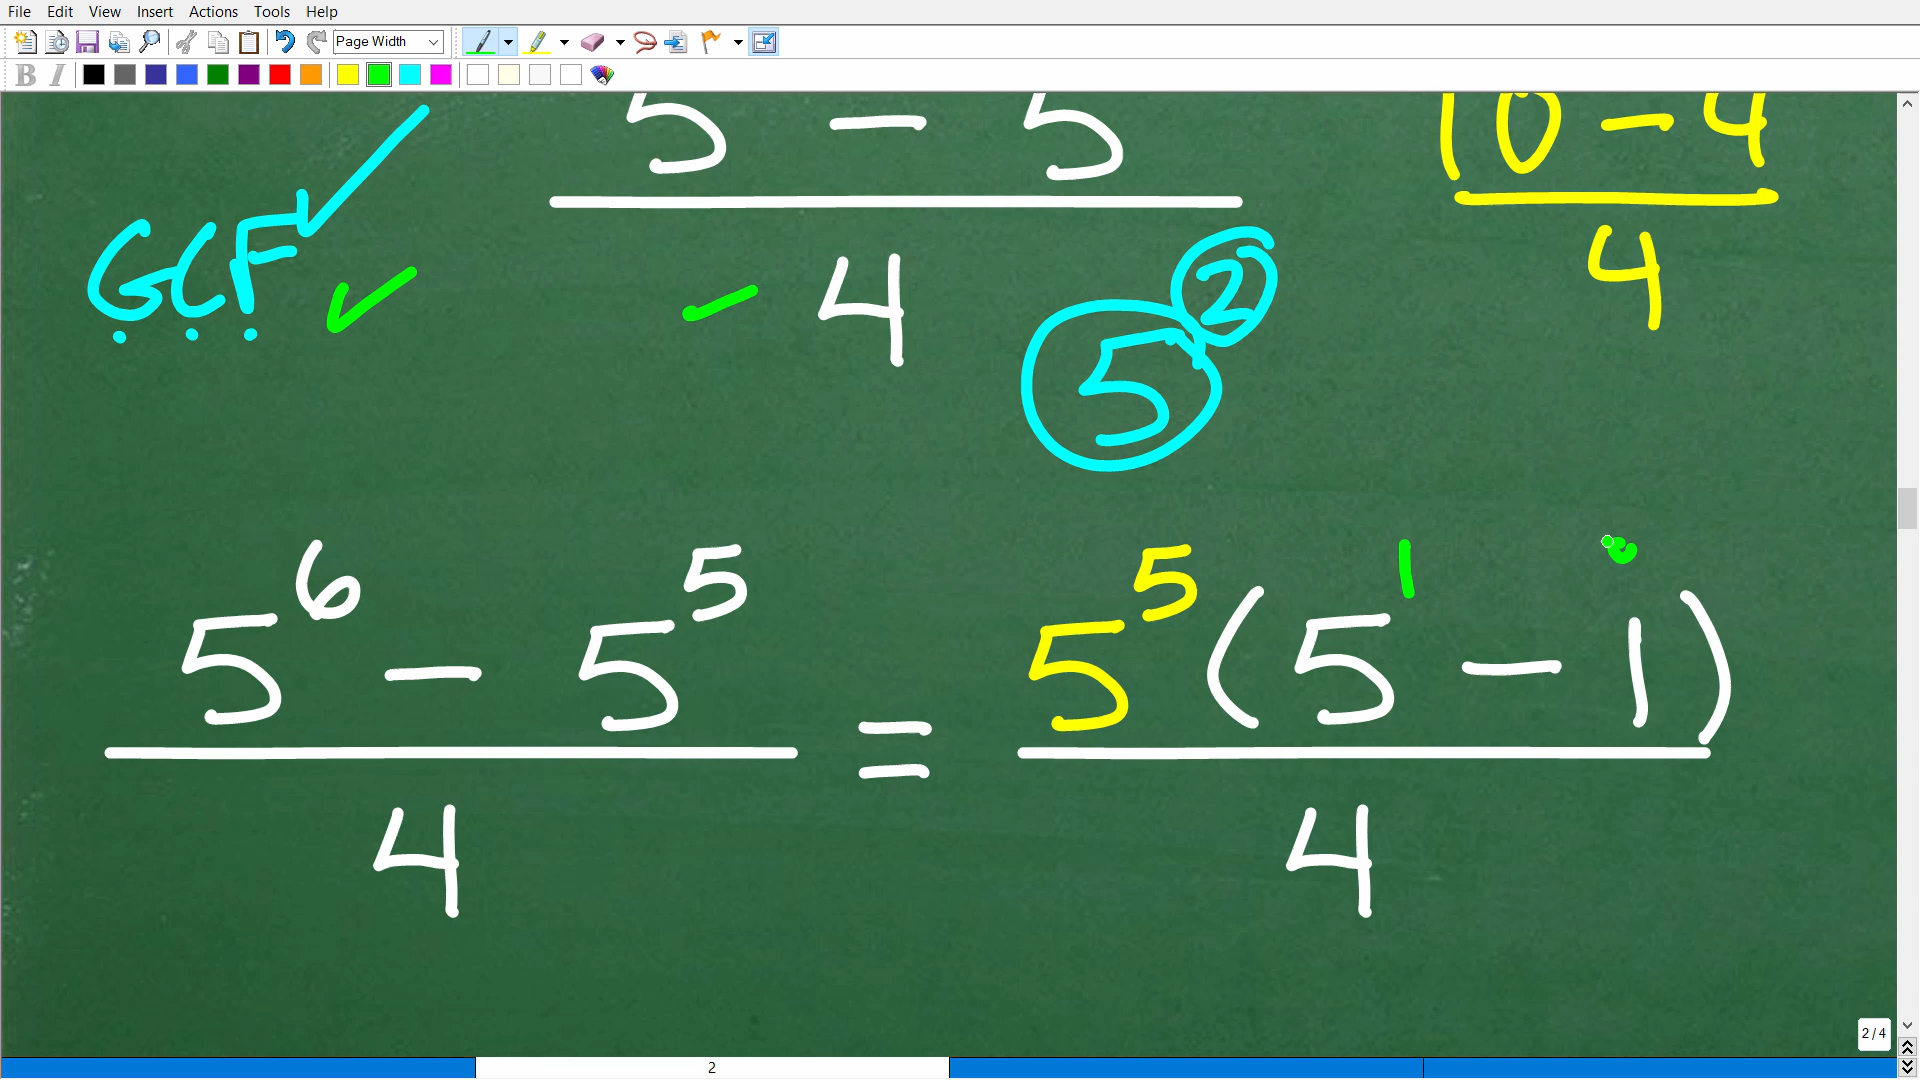 File Edit View Insert Actions Tools Help
Page Width
B I
5 − 5
4
10 − 4
4
GCF
5²
5⁶ − 5⁵
4
=
5⁵(5¹ − 1)
4
2 / 4
2